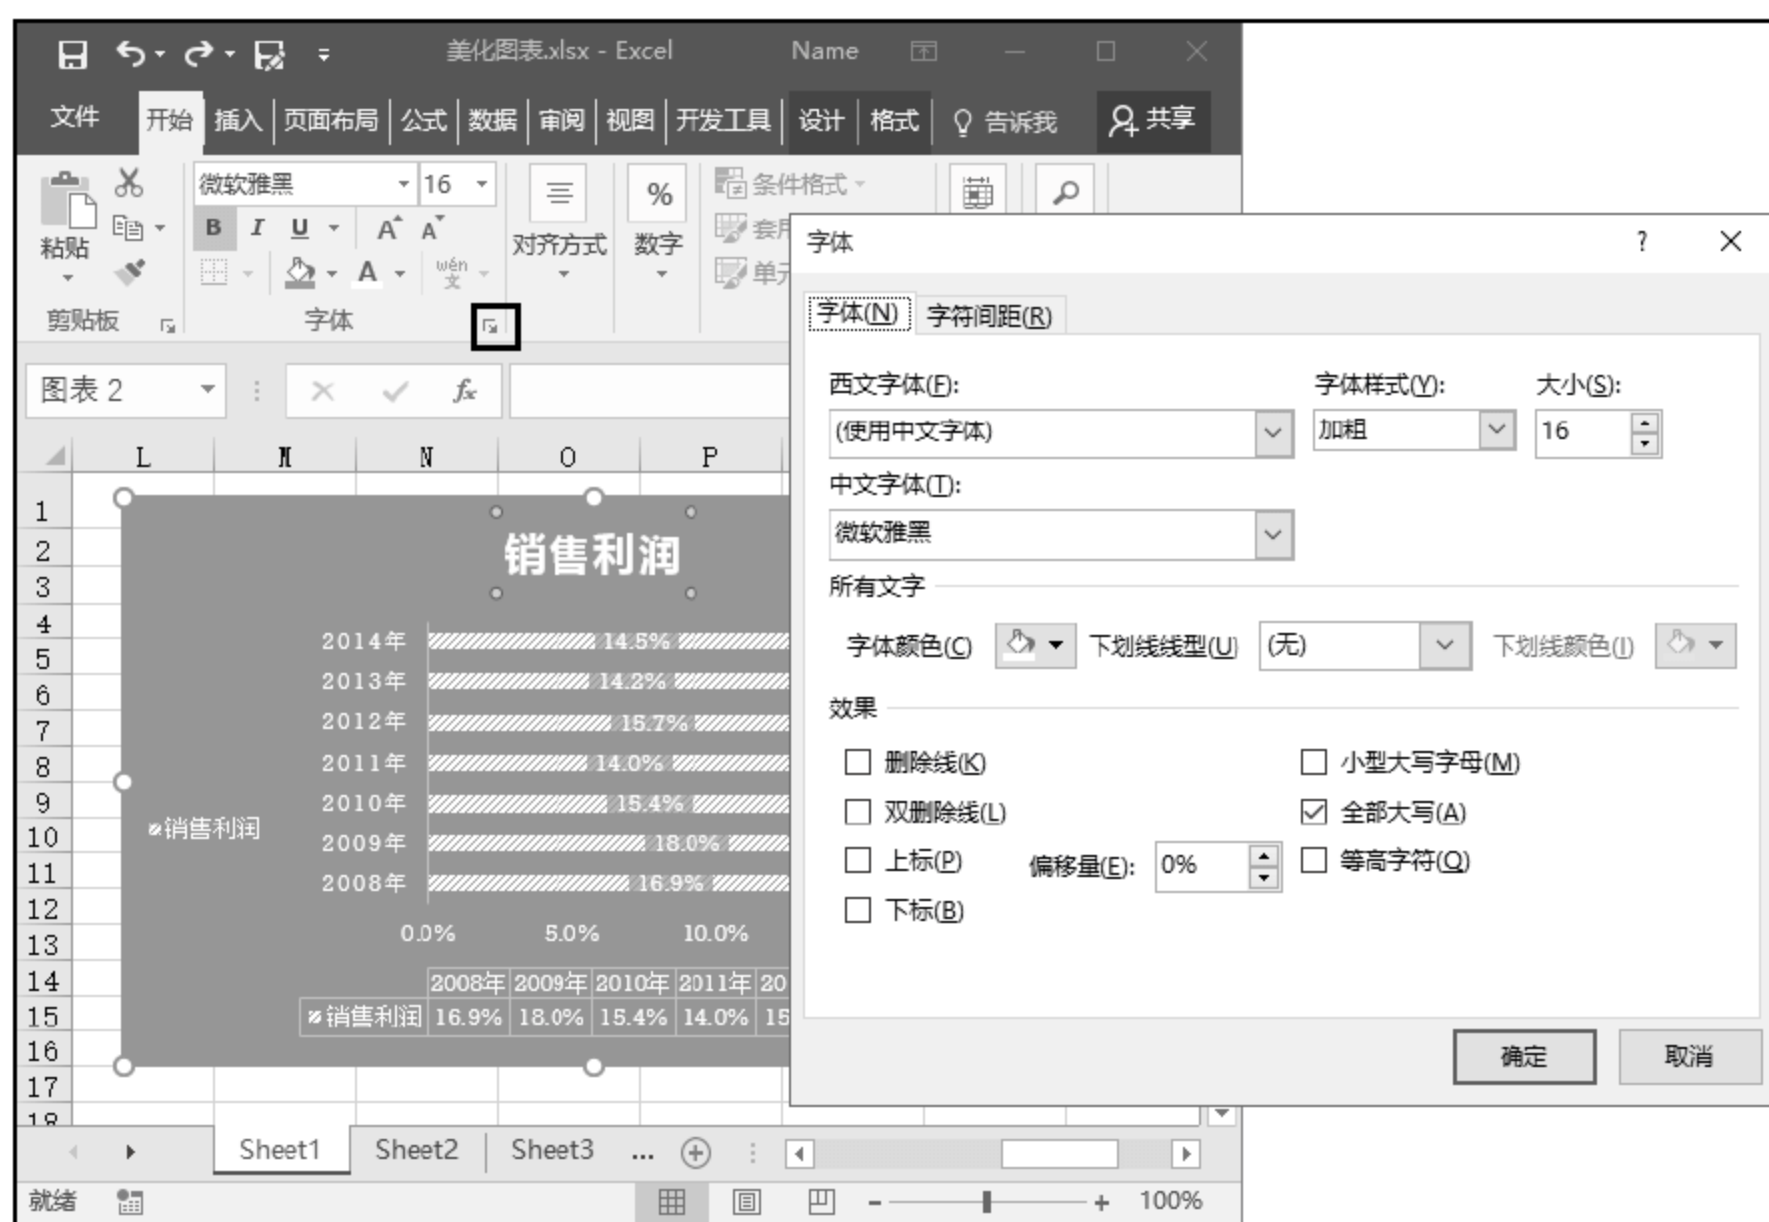 美化图表.xlsx - Excel Name
文件 开始 插入 页面布局 公式 数据 审阅 视图 开发工具 设计 格式 告诉我 共享
微软雅黑 16 % 条件格式
粘贴 B I U A A 对齐方式 数字
A wén 文
剪贴板 字体
图表 2 fx
L M N O P
1
2
3
4
5
6
7
8
9
10
11
12
13
14
15
16
17
18
销售利润
2014年 14.5%
2013年 14.2%
2012年 15.7%
2011年 14.0%
2010年 15.4%
2009年 18.0%
2008年 16.9%
销售利润
0.0% 5.0% 10.0%
2008年 2009年 2010年 2011年 20
销售利润 16.9% 18.0% 15.4% 14.0% 15
Sheet1 Sheet2 Sheet3 ...
就绪 100%
字体 ?
字体(N) 字符间距(R)
西文字体(F): 字体样式(Y): 大小(S):
(使用中文字体) 加粗 16
中文字体(T):
微软雅黑
所有文字
字体颜色(C) 下划线线型(U) (无) 下划线颜色(I)
效果
删除线(K) 小型大写字母(M)
双删除线(L) 全部大写(A)
上标(P) 偏移量(E): 0% 等高字符(Q)
下标(B)
确定 取消